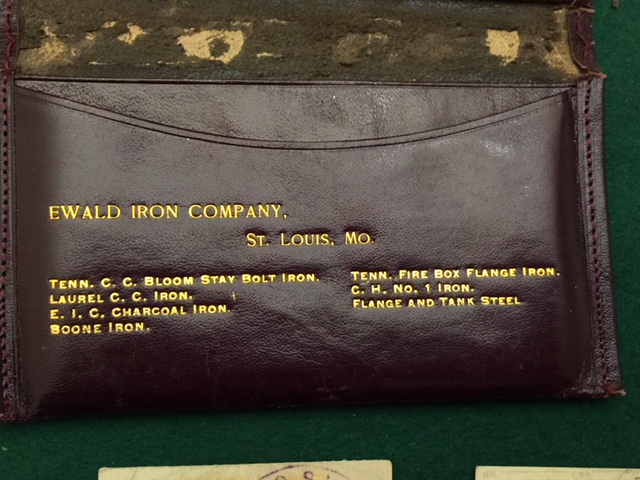 EWALD IRON COMPANY,
ST. LOUIS, MO.
TENN. C. C. BLOOM STAY BOLT IRON.
LAUREL C. C. IRON.
E. I. C. CHARCOAL IRON.
BOONE IRON.
TENN. FIRE BOX FLANGE IRON.
C. H. NO. 1 IRON.
FLANGE AND TANK STEEL